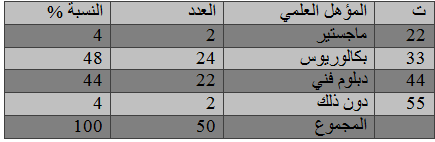 ت المؤهل العلمي العدد النسبة %
22 ماجستير 2 4
33 بكالوريوس 24 48
44 دبلوم فني 22 44
55 دون ذلك 2 4
المجموع 50 100